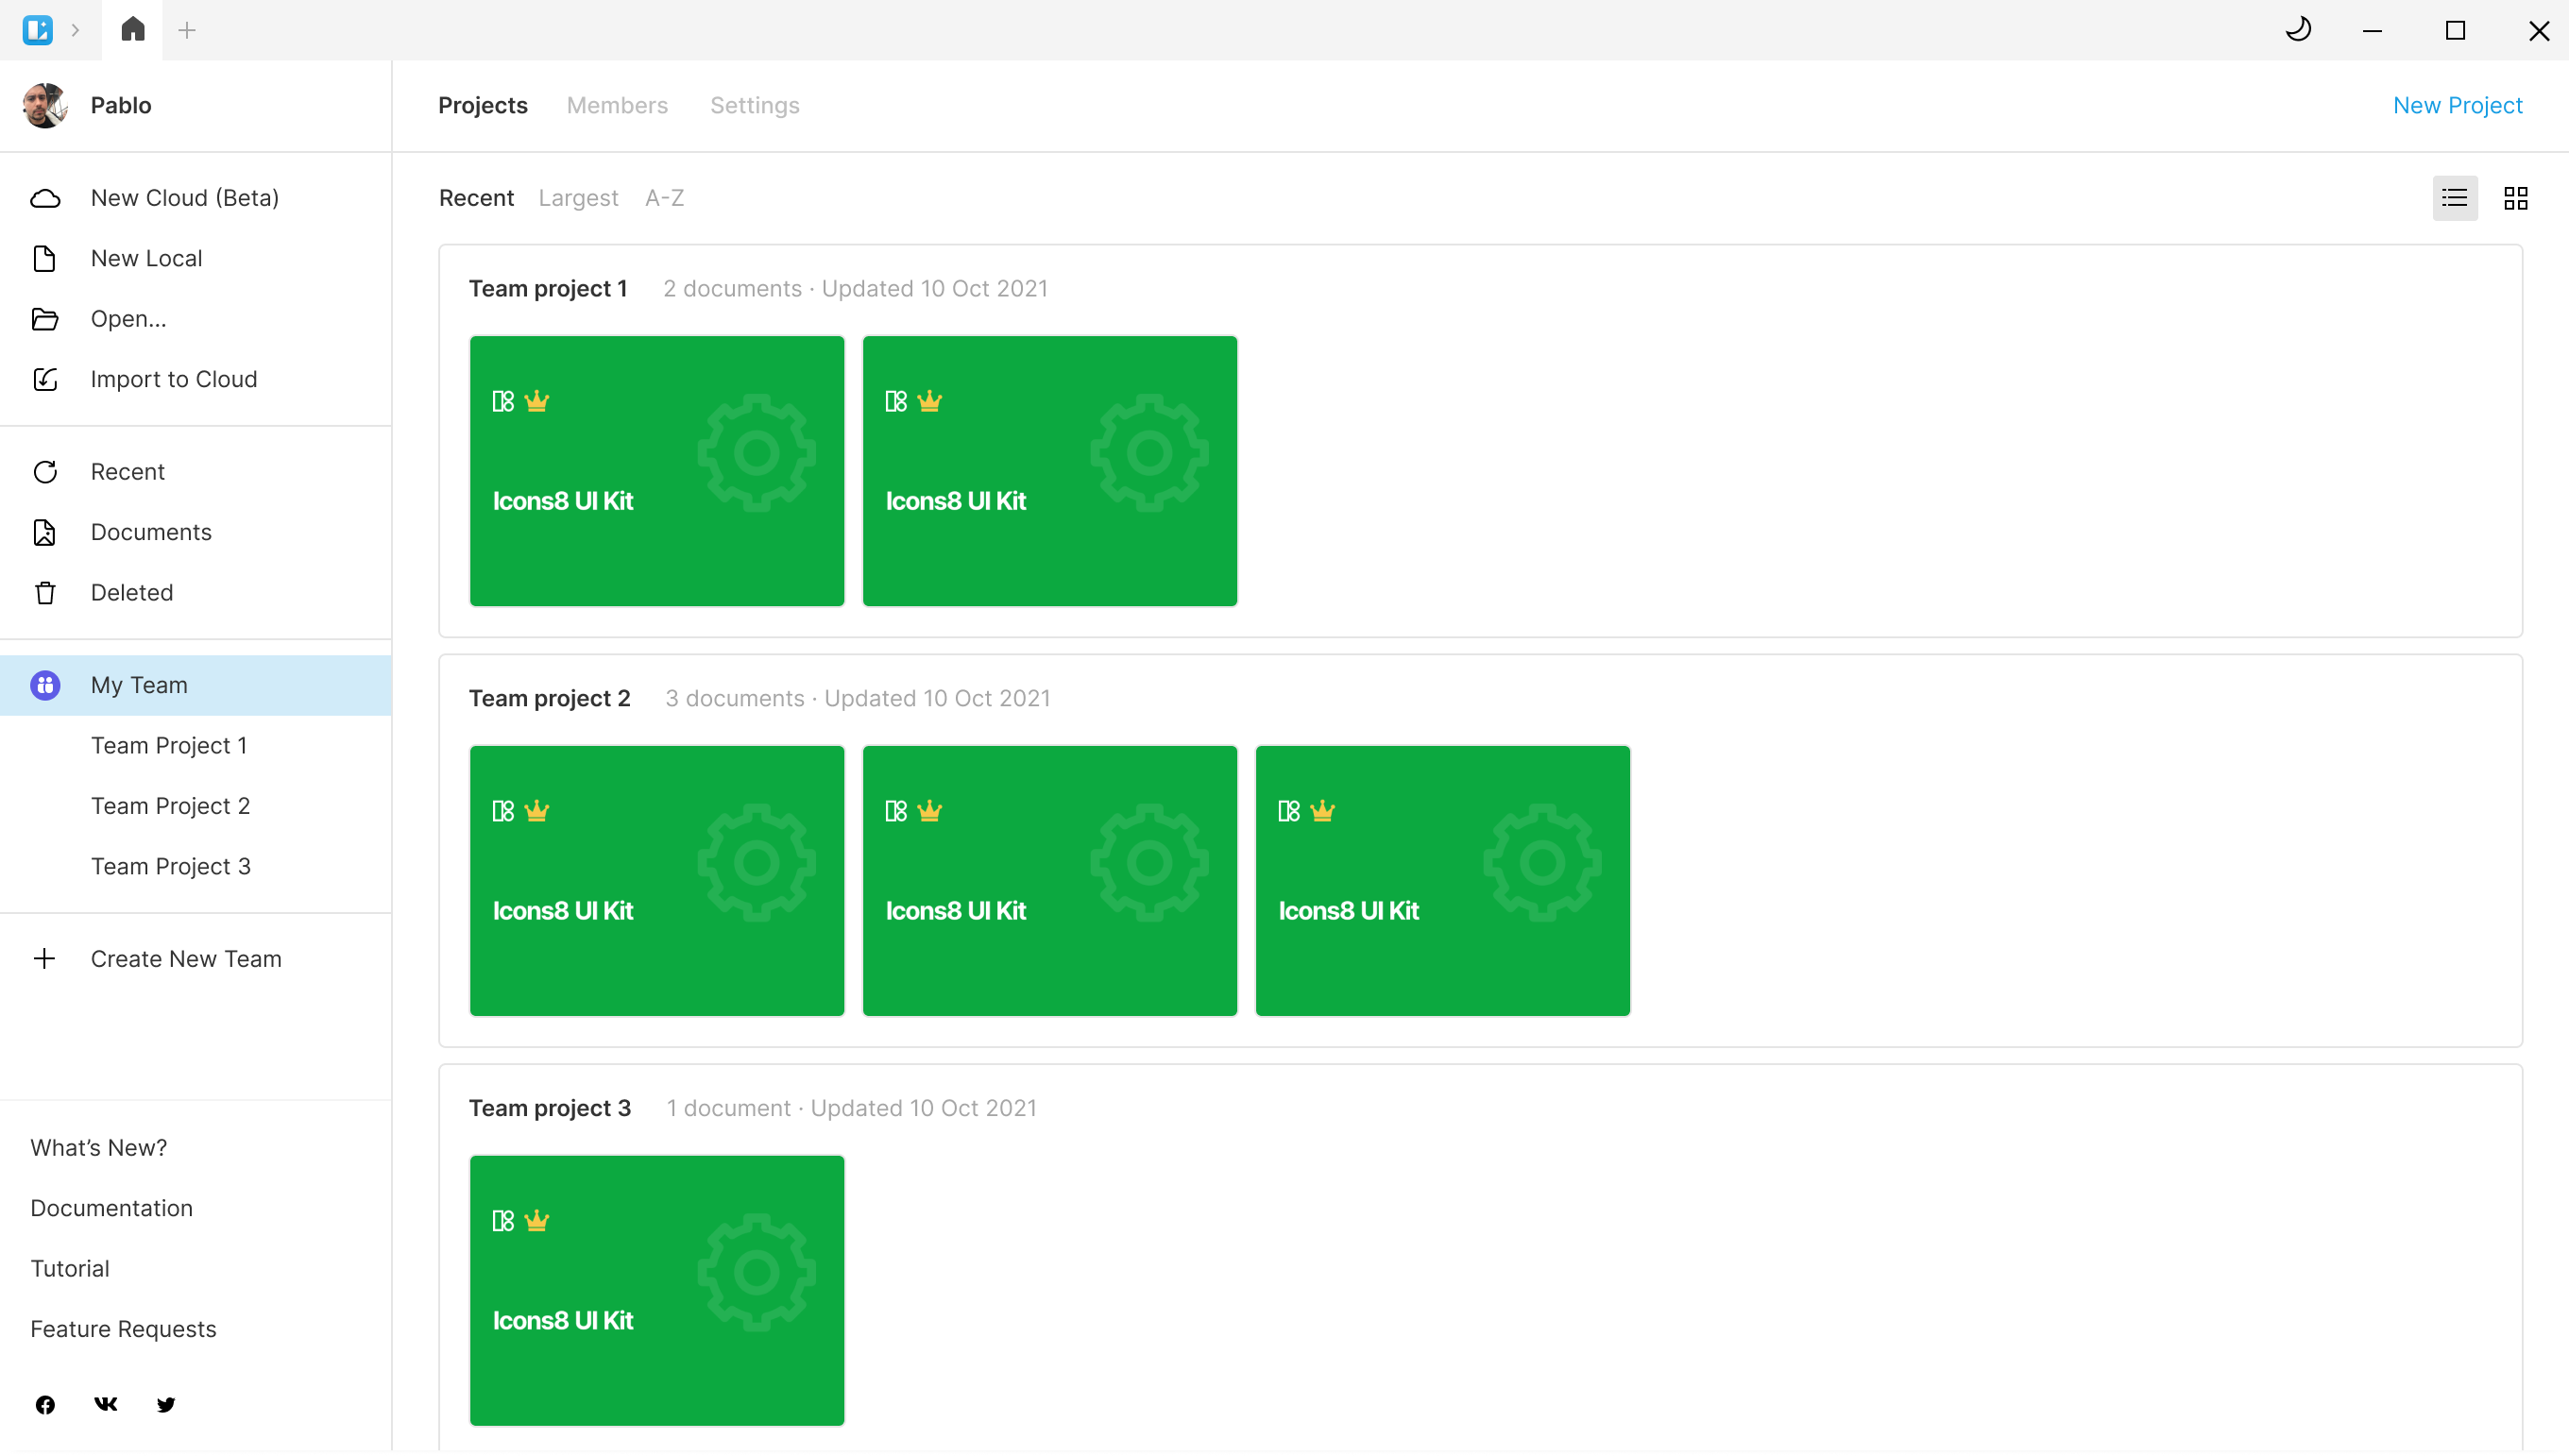 Pablo
Projects Members Settings
New Project
New Cloud (Beta)
New Local
Open...
Import to Cloud
Recent
Documents
Deleted
My Team
Team Project 1
Team Project 2
Team Project 3
Create New Team
What’s New?
Documentation
Tutorial
Feature Requests
Recent Largest A-Z
Team project 1 2 documents · Updated 10 Oct 2021
Icons8 UI Kit
Icons8 UI Kit
Team project 2 3 documents · Updated 10 Oct 2021
Icons8 UI Kit
Icons8 UI Kit
Icons8 UI Kit
Team project 3 1 document · Updated 10 Oct 2021
Icons8 UI Kit